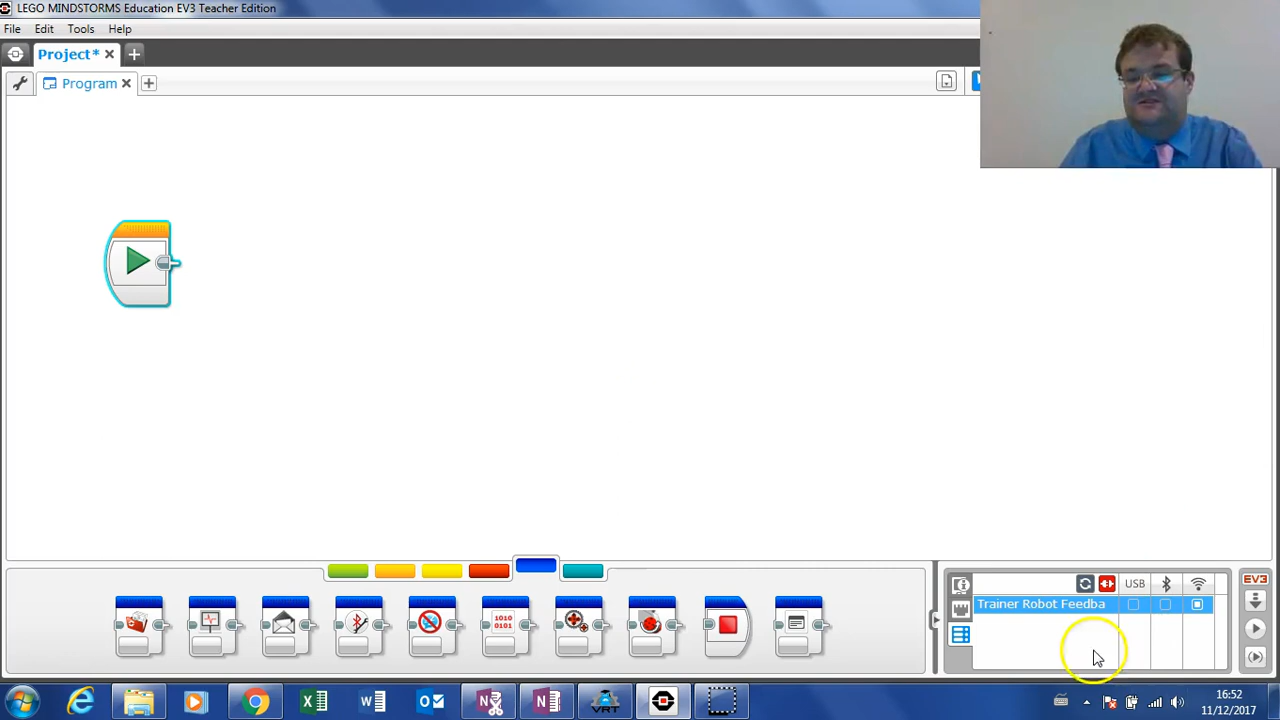 LEGO MINDSTORMS Education EV3 Teacher Edition
File Edit Tools Help
Project*
Program
1010
0101
USB
Trainer Robot Feedba
EV3
VRT
16:52
11/12/2017